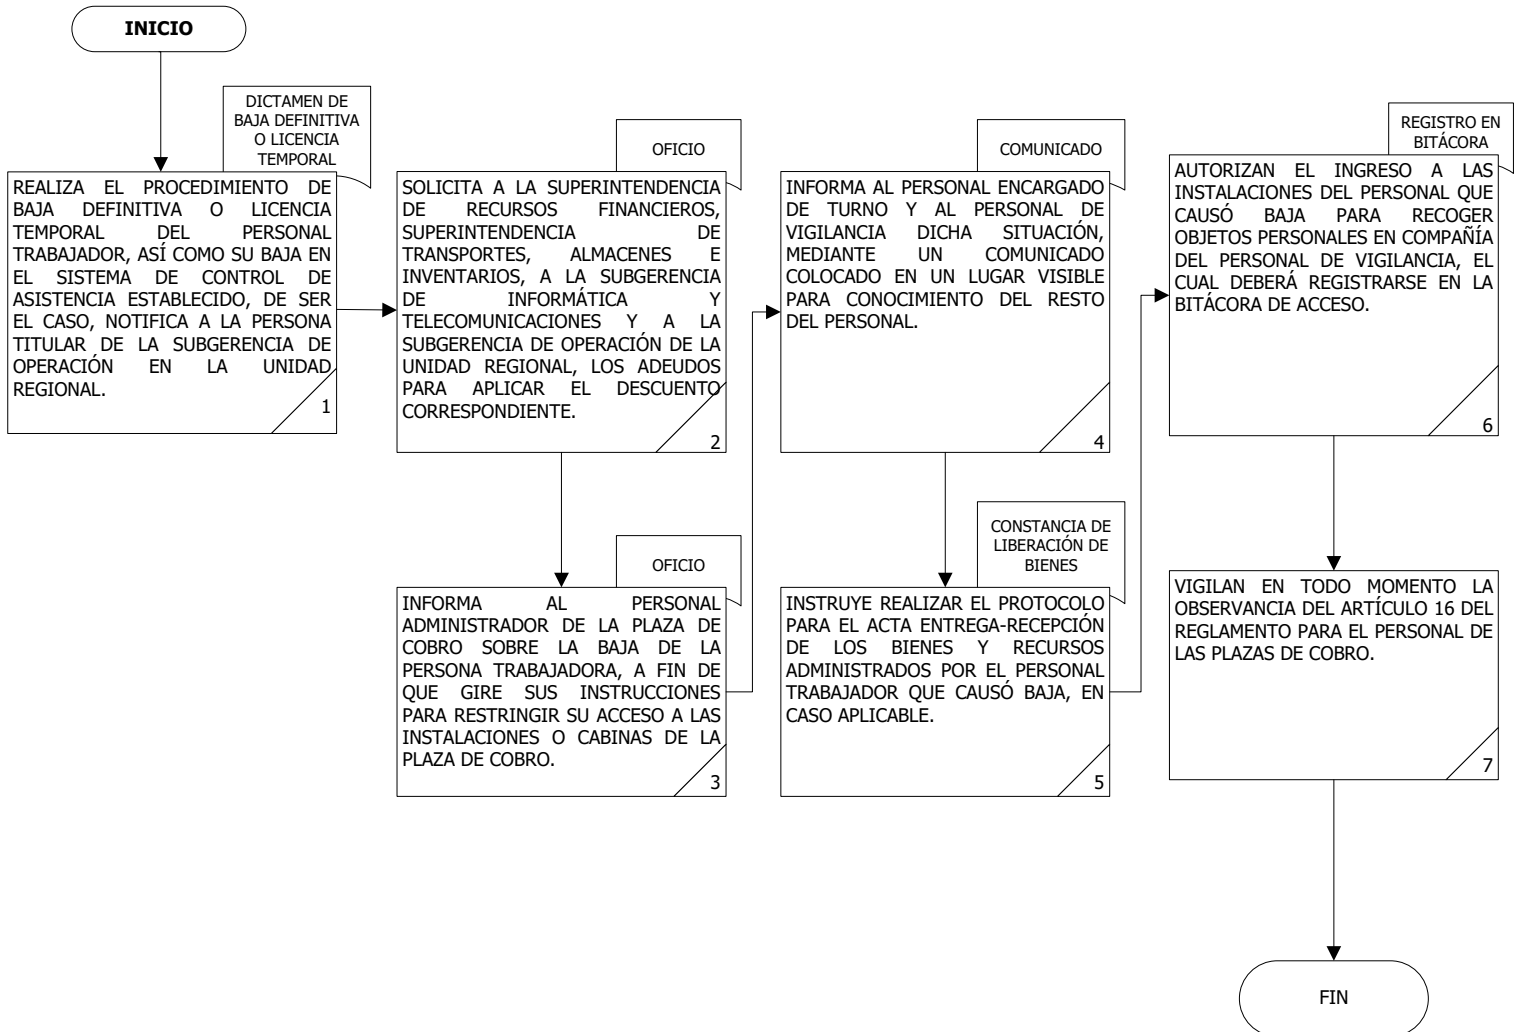 INICIO
DICTAMEN DE
BAJA DEFINITIVA
O LICENCIA
TEMPORAL
REALIZA EL PROCEDIMIENTO DE
BAJA DEFINITIVA O LICENCIA
TEMPORAL DEL PERSONAL
TRABAJADOR, ASÍ COMO SU BAJA EN
EL SISTEMA DE CONTROL DE
ASISTENCIA ESTABLECIDO, DE SER
EL CASO, NOTIFICA A LA PERSONA
TITULAR DE LA SUBGERENCIA DE
OPERACIÓN EN LA UNIDAD
REGIONAL.
1
OFICIO
SOLICITA A LA SUPERINTENDENCIA
DE RECURSOS FINANCIEROS,
SUPERINTENDENCIA DE
TRANSPORTES, ALMACENES E
INVENTARIOS, A LA SUBGERENCIA
DE INFORMÁTICA Y
TELECOMUNICACIONES Y A LA
SUBGERENCIA DE OPERACIÓN DE LA
UNIDAD REGIONAL, LOS ADEUDOS
PARA APLICAR EL DESCUENTO
CORRESPONDIENTE.
2
OFICIO
INFORMA AL PERSONAL
ADMINISTRADOR DE LA PLAZA DE
COBRO SOBRE LA BAJA DE LA
PERSONA TRABAJADORA, A FIN DE
QUE GIRE SUS INSTRUCCIONES
PARA RESTRINGIR SU ACCESO A LAS
INSTALACIONES O CABINAS DE LA
PLAZA DE COBRO.
3
COMUNICADO
INFORMA AL PERSONAL ENCARGADO
DE TURNO Y AL PERSONAL DE
VIGILANCIA DICHA SITUACIÓN,
MEDIANTE UN COMUNICADO
COLOCADO EN UN LUGAR VISIBLE
PARA CONOCIMIENTO DEL RESTO
DEL PERSONAL.
4
CONSTANCIA DE
LIBERACIÓN DE
BIENES
INSTRUYE REALIZAR EL PROTOCOLO
PARA EL ACTA ENTREGA-RECEPCIÓN
DE LOS BIENES Y RECURSOS
ADMINISTRADOS POR EL PERSONAL
TRABAJADOR QUE CAUSÓ BAJA, EN
CASO APLICABLE.
5
REGISTRO EN
BITÁCORA
AUTORIZAN EL INGRESO A LAS
INSTALACIONES DEL PERSONAL QUE
CAUSÓ BAJA PARA RECOGER
OBJETOS PERSONALES EN COMPAÑÍA
DEL PERSONAL DE VIGILANCIA, EL
CUAL DEBERÁ REGISTRARSE EN LA
BITÁCORA DE ACCESO.
6
VIGILAN EN TODO MOMENTO LA
OBSERVANCIA DEL ARTÍCULO 16 DEL
REGLAMENTO PARA EL PERSONAL DE
LAS PLAZAS DE COBRO.
7
FIN